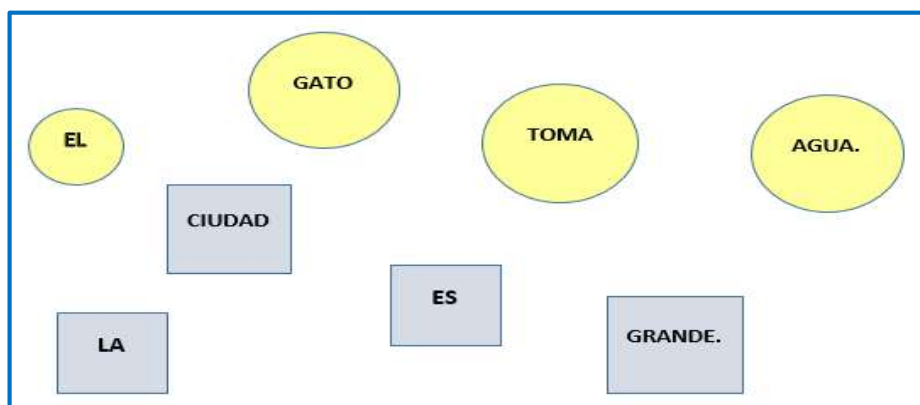 EL
GATO
TOMA
AGUA.
LA
CIUDAD
ES
GRANDE.